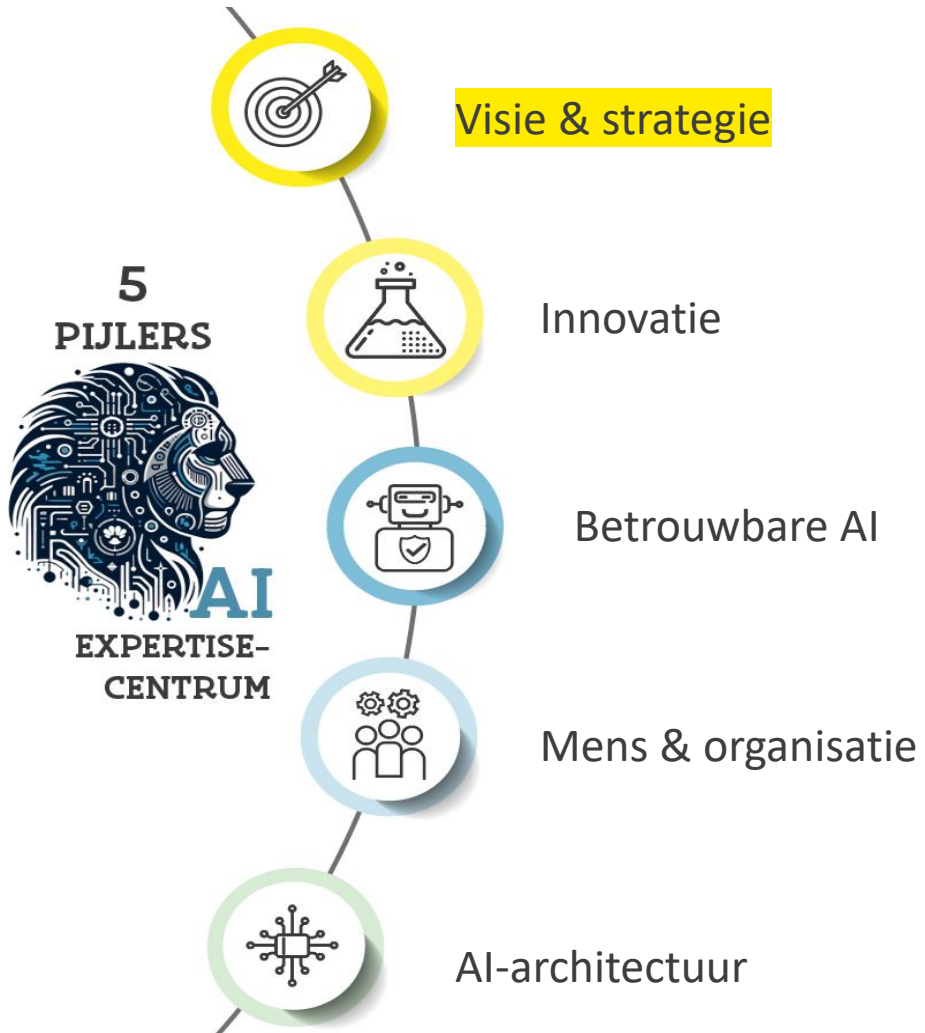 Visie & strategie
5
PIJLERS
AI
EXPERTISE-
CENTRUM
Innovatie
Betrouwbare AI
Mens & organisatie
AI-architectuur